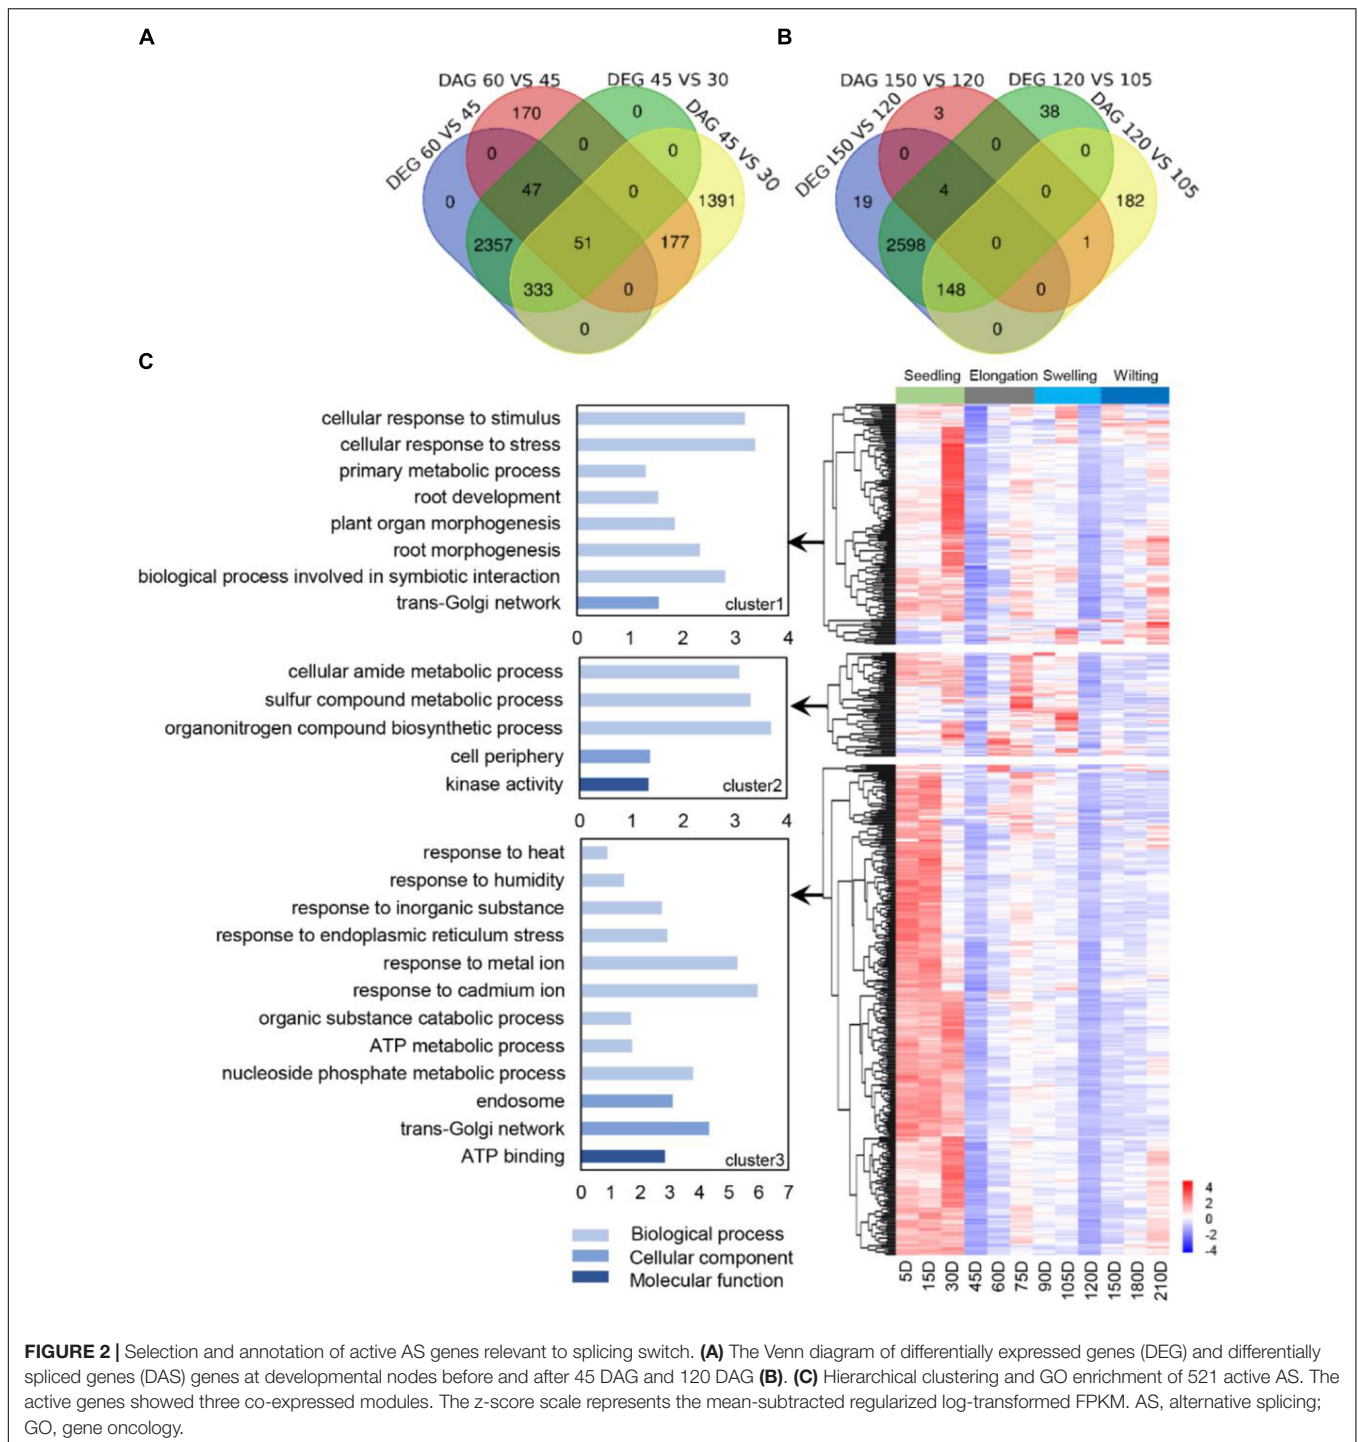 A
B
DEG 60 VS 45
DAG 60 VS 45
DEG 45 VS 30
DAG 45 VS 30
170
0
0
0
0
0
47
0
1391
2357
51
177
333
0
0
DEG 150 VS 120
DAG 150 VS 120
DEG 120 VS 105
DAG 120 VS 105
3
38
0
0
0
19
4
0
182
2598
0
1
148
0
0
C
cellular response to stimulus
cellular response to stress
primary metabolic process
root development
plant organ morphogenesis
root morphogenesis
biological process involved in symbiotic interaction
trans-Golgi network
cluster1
0 1 2 3 4
cellular amide metabolic process
sulfur compound metabolic process
organonitrogen compound biosynthetic process
cell periphery
kinase activity
cluster2
0 1 2 3 4
response to heat
response to humidity
response to inorganic substance
response to endoplasmic reticulum stress
response to metal ion
response to cadmium ion
organic substance catabolic process
ATP metabolic process
nucleoside phosphate metabolic process
endosome
trans-Golgi network
ATP binding
cluster3
0 1 2 3 4 5 6 7
Biological process
Cellular component
Molecular function
Seedling Elongation Swelling Wilting
4
2
0
-2
-4
5D 15D 30D 45D 60D 75D 90D 105D 120D 150D 180D 210D
FIGURE 2 | Selection and annotation of active AS genes relevant to splicing switch. (A) The Venn diagram of differentially expressed genes (DEG) and differentially
spliced genes (DAS) genes at developmental nodes before and after 45 DAG and 120 DAG (B). (C) Hierarchical clustering and GO enrichment of 521 active AS. The
active genes showed three co-expressed modules. The z-score scale represents the mean-subtracted regularized log-transformed FPKM. AS, alternative splicing;
GO, gene oncology.